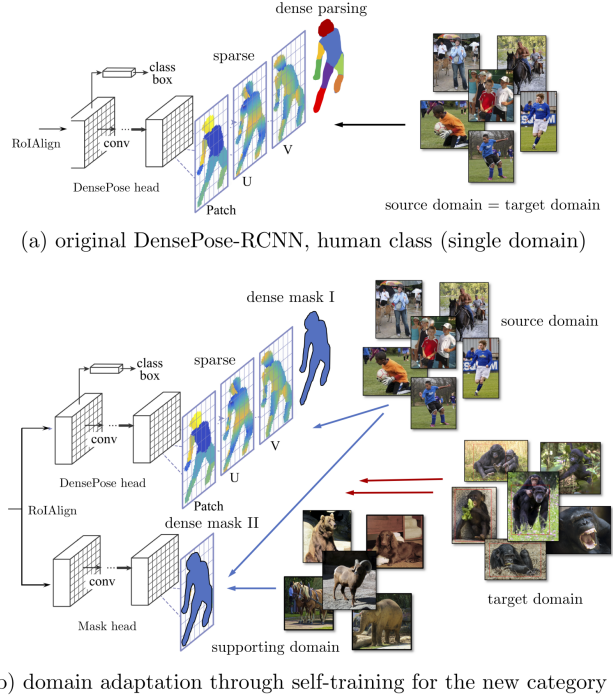 dense parsing
sparse
class
box
RoIAlign
conv
DensePose head
V
U
Patch
source domain = target domain
(a) original DensePose-RCNN, human class (single domain)
dense mask I
source domain
sparse
class
box
conv
V
U
DensePose head
Patch
RoIAlign
dense mask II
conv
target domain
Mask head
supporting domain
) domain adaptation through self-training for the new category